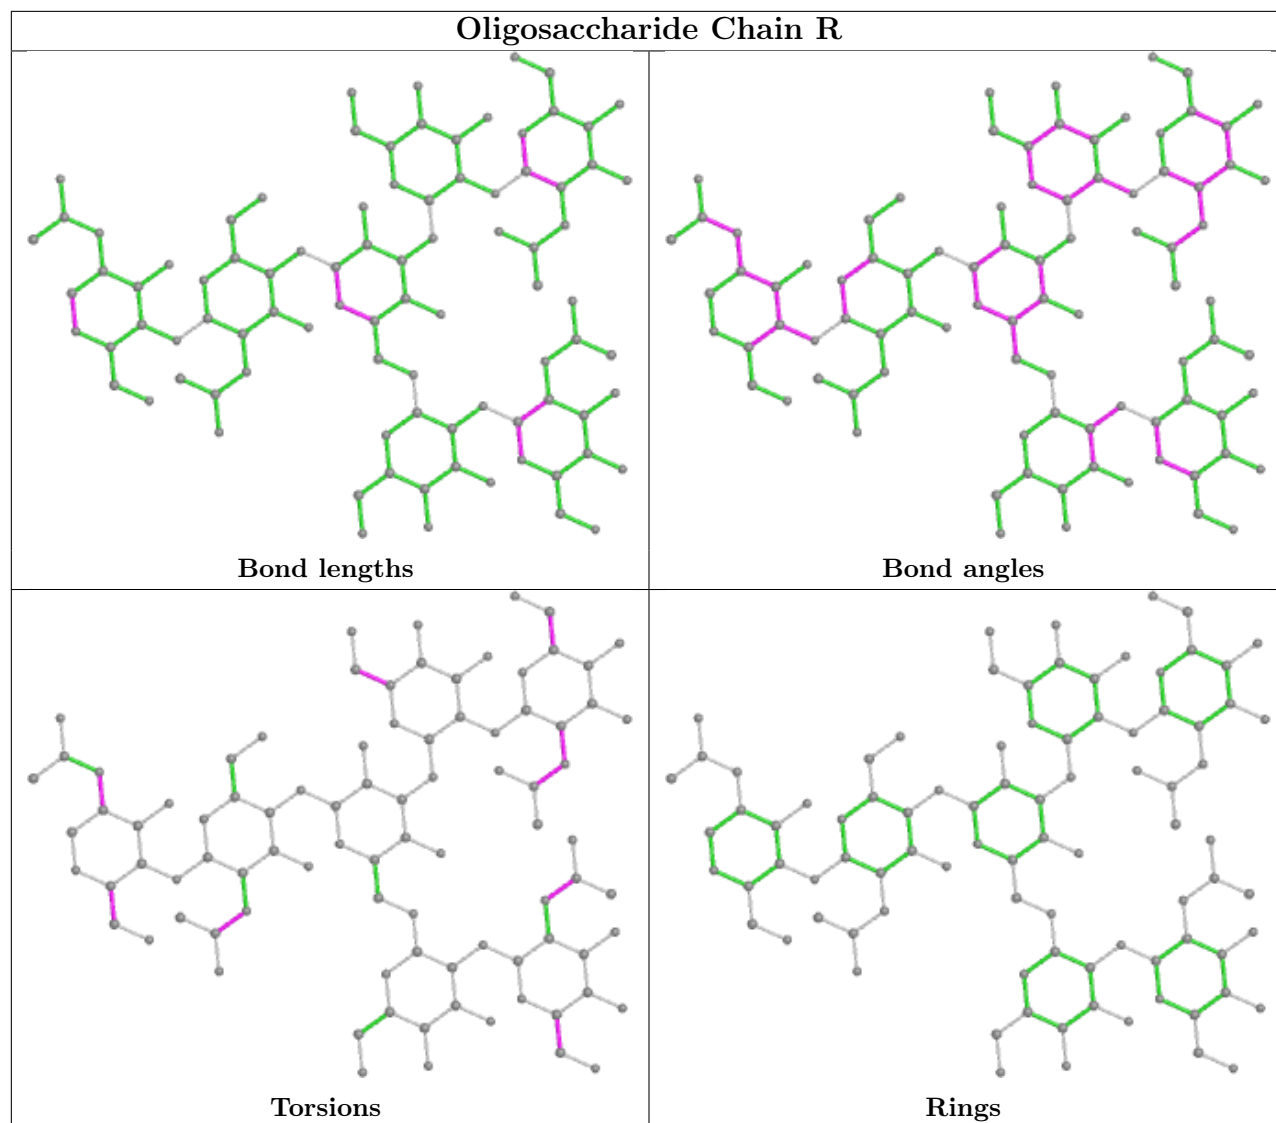 Oligosaccharide Chain R
Bond lengths
Bond angles
Torsions
Rings